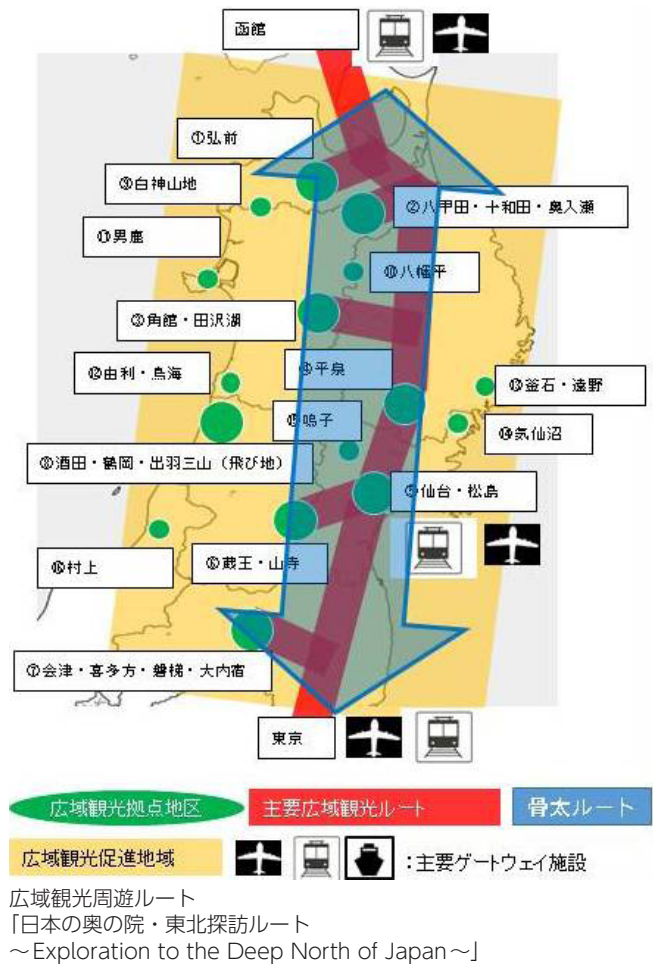 函館
①弘前
⑨白神山地
②八甲田・十和田・奥入瀬
⑪男鹿
⑩八幡平
③角館・田沢湖
④平泉
⑫由利・鳥海
⑬釜石・遠野
⑮鳴子
⑭気仙沼
⑧酒田・鶴岡・出羽三山（飛び地）
⑤仙台・松島
⑯村上
⑥蔵王・山寺
⑦会津・喜多方・磐梯・大内宿
東京
広域観光拠点地区
主要広域観光ルート
骨太ルート
広域観光促進地域
：主要ゲートウェイ施設
広域観光周遊ルート
「日本の奥の院・東北探訪ルート
～Exploration to the Deep North of Japan～」